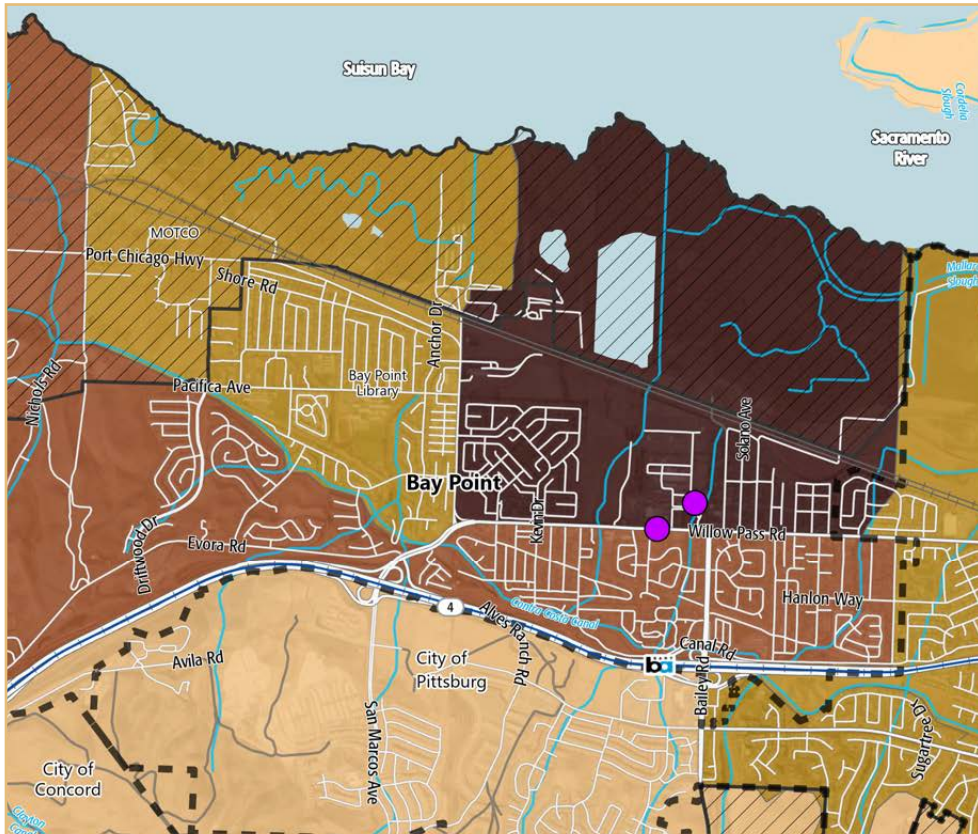 Suisun Bay
Cordelia
Slough
Sacramento
River
MOTCO
Port Chicago Hwy
Shore Rd
Mallard
Slough
Anchor Dr
Nichols Rd
Pacifica Ave
Bay Point
Library
Solano Ave
Bay Point
Kevin Dr
Willow Pass Rd
Driftwood Dr
Evora Rd
Hanlon Way
4
Alves Ranch Rd
Contra Costa Canal
Canal Rd
Avila Rd
City of
Pittsburg
ba
Bailey Rd
San Marcos Ave
Sugartree Dr
City of
Concord
Clayton
Canal